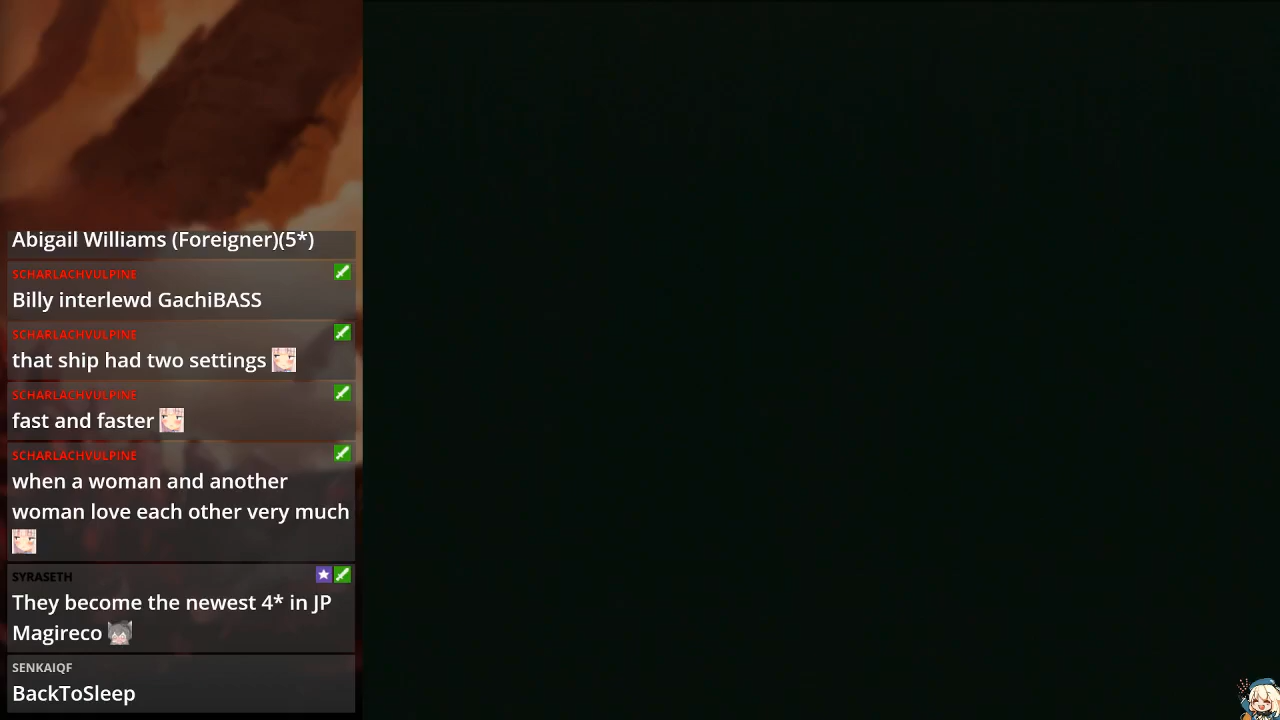 Abigail Williams (Foreigner)(5*)
SCHARLACHVULPINE
Billy interlewd GachiBASS
SCHARLACHVULPINE
that ship had two settings
SCHARLACHVULPINE
fast and faster
SCHARLACHVULPINE
when a woman and another
woman love each other very much
SYRASETH
They become the newest 4* in JP
Magireco
SENKAIQF
BackToSleep